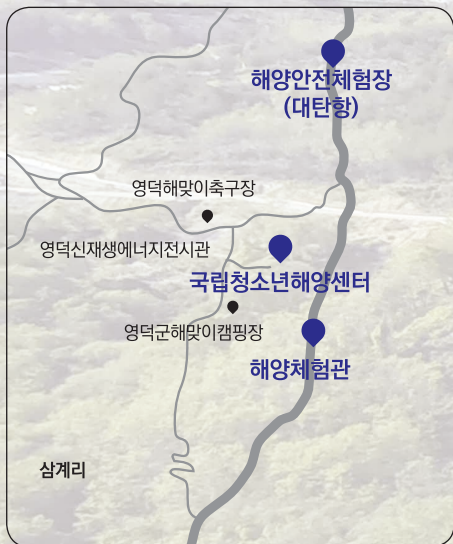 해양안전체험장
(대탄항)
영덕해맞이축구장
영덕신재생에너지전시관
국립청소년해양센터
영덕군해맞이캠핑장
해양체험관
삼계리